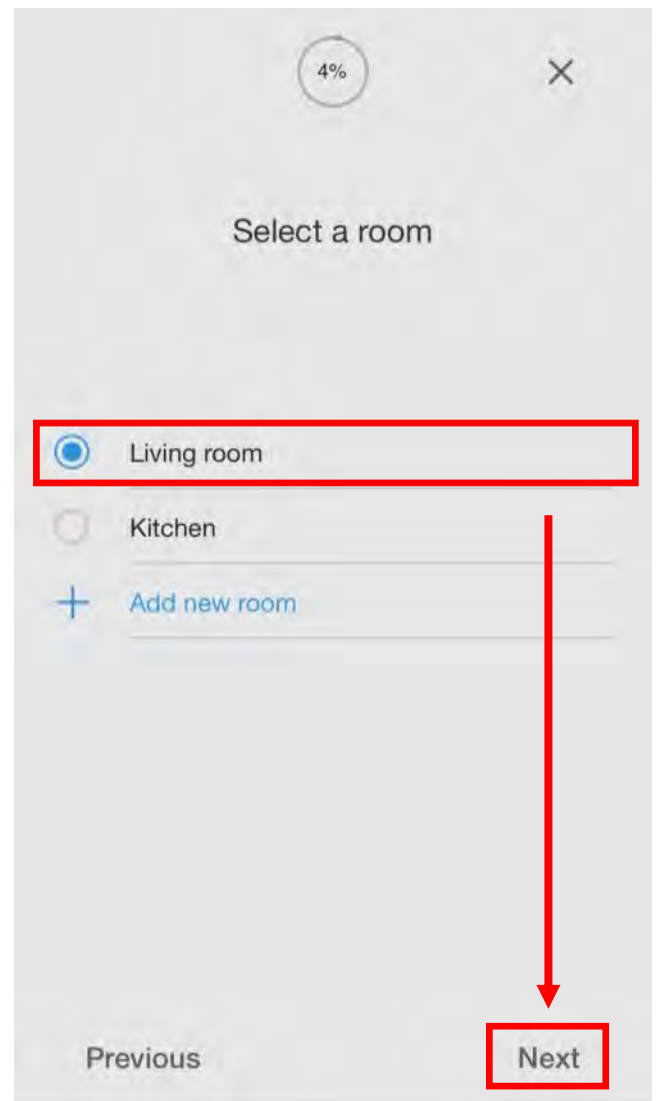 4%
Select a room
Living room
Kitchen
Add new room
Previous
Next